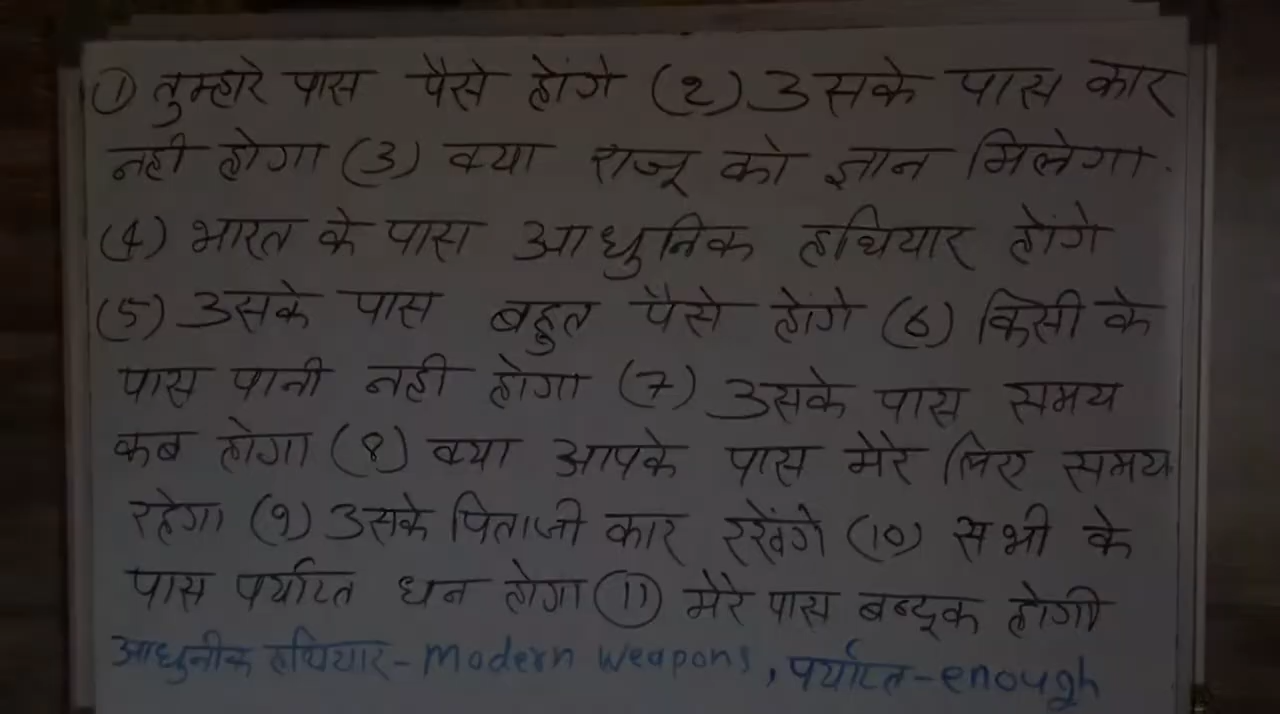 ① तुम्हारे पास पैसे होंगे (2) उसके पास कार
नही होगा (3) क्या राजू को ज्ञान मिलेगा.
(4) भारत के पास आधुनिक हथियार होंगे
(5) उसके पास बहुत पैसे होंगे (6) किसी के
पास पानी नही होगा (7) उसके पास समय
कब होगा (8) क्या आपके पास मेरे लिए समय
रहेगा (9) उसके पिताजी कार रखेंगे (10) सभी के
पास पर्याप्त धन होगा ⑪ मेरे पास बन्दूक होगी
आधुनीक हथियार - Modern weapons, पर्याप्त - enough